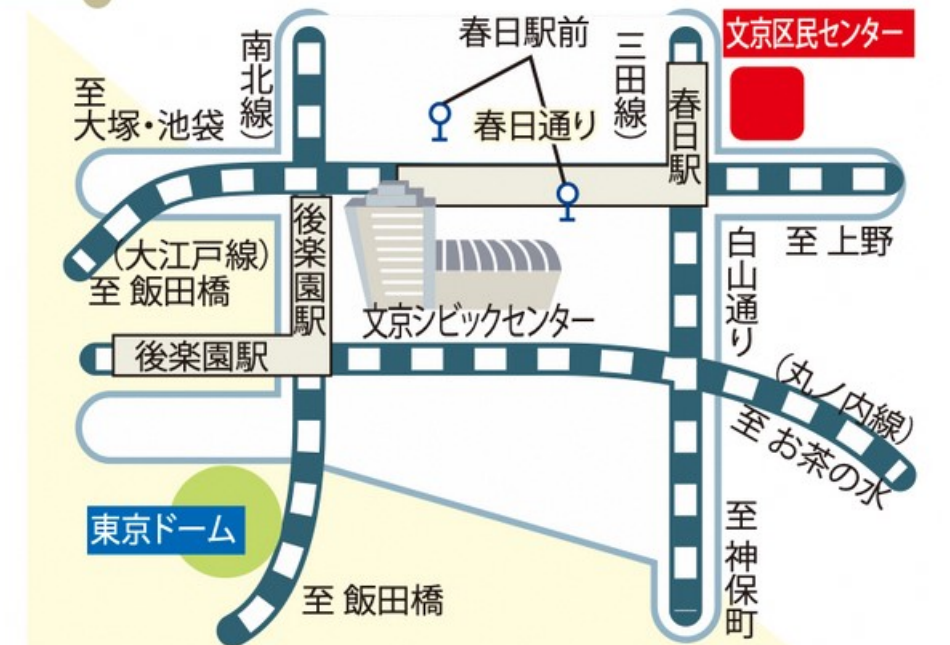 文京区民センター
春日駅前
南北線）
三田線）
至
大塚・池袋
春日通り
春日駅
（大江戸線）
至 飯田橋
後楽園駅
白山通り
至 上野
文京シビックセンター
後楽園駅
（丸ノ内線）
至 お茶の水
東京ドーム
至 飯田橋
至 神保町